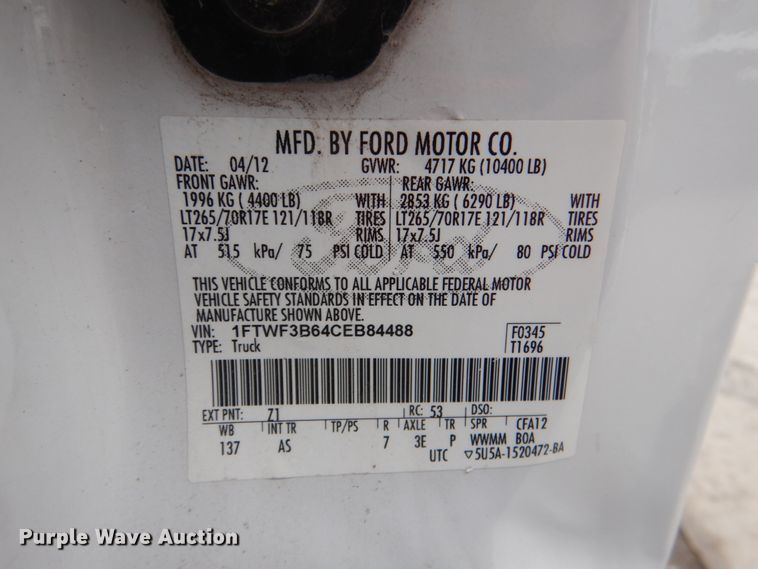 MFD. BY FORD MOTOR CO.
DATE: 04/12 GVWR: 4717 KG (10400 LB)
FRONT GAWR: REAR GAWR:
1996 KG ( 4400 LB) WITH 2853 KG ( 6290 LB) WITH
LT265/70R17E 121/118R TIRES LT265/70R17E 121/118R TIRES
17x7.5J RIMS 17x7.5J RIMS
AT 515 kPa/ 75 PSI COLD AT 550 kPa/ 80 PSI COLD
THIS VEHICLE CONFORMS TO ALL APPLICABLE FEDERAL MOTOR
VEHICLE SAFETY STANDARDS IN EFFECT ON THE DATE OF
MANUFACTURE SHOWN ABOVE.
VIN: 1FTWF3B64CEB84488 F0345
TYPE: Truck T1696
EXT PNT: Z1 RC: 53 DSO:
WB INT TR TP/PS R AXLE TR SPR CFA12
137 AS 7 3E P WWMM BOA
UTC ▽5U5A-1520472-BA
Ford
Purple Wave Auction